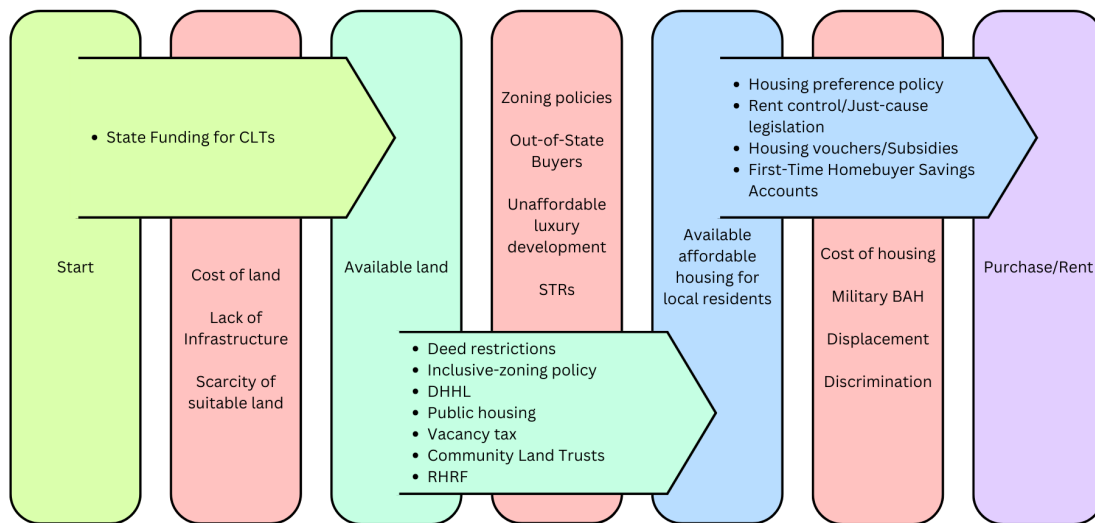 Start
• State Funding for CLTs
Cost of land
Lack of
Infrastructure
Scarcity of
suitable land
Available land
Zoning policies
Out-of-State
Buyers
Unaffordable
luxury
development
STRs
• Deed restrictions
• Inclusive-zoning policy
• DHHL
• Public housing
• Vacancy tax
• Community Land Trusts
• RHRF
Available
affordable
housing for
local residents
• Housing preference policy
• Rent control/Just-cause
legislation
• Housing vouchers/Subsidies
• First-Time Homebuyer Savings
Accounts
Cost of housing
Military BAH
Displacement
Discrimination
Purchase/Rent